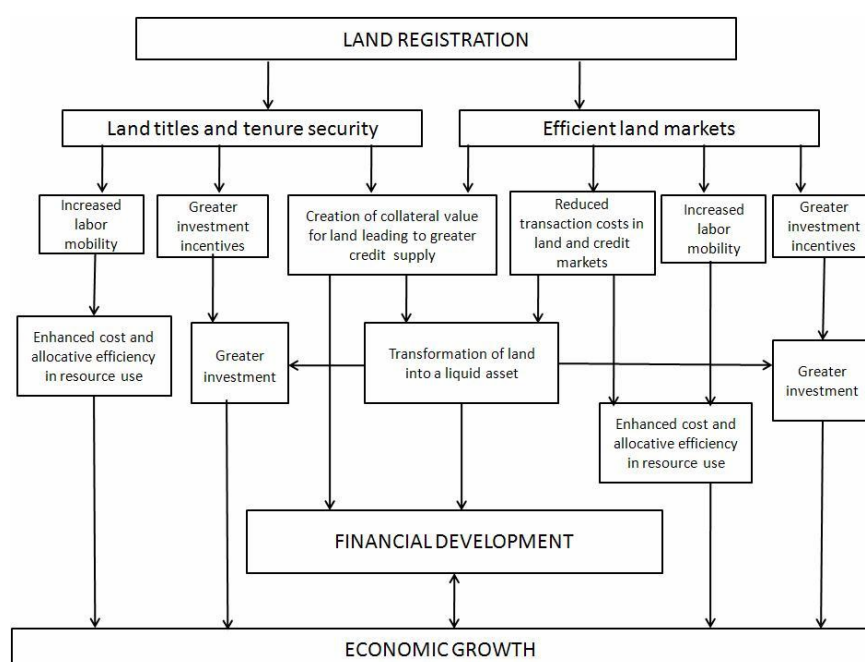 LAND REGISTRATION
Land titles and tenure security
Efficient land markets
Increased
labor
mobility
Greater
investment
incentives
Creation of collateral value
for land leading to greater
credit supply
Reduced
transaction costs in
land and credit
markets
Increased
labor
mobility
Greater
investment
incentives
Enhanced cost and
allocative efficiency
in resource use
Greater
investment
Transformation of land
into a liquid asset
Greater
investment
Enhanced cost and
allocative efficiency
in resource use
FINANCIAL DEVELOPMENT
ECONOMIC GROWTH